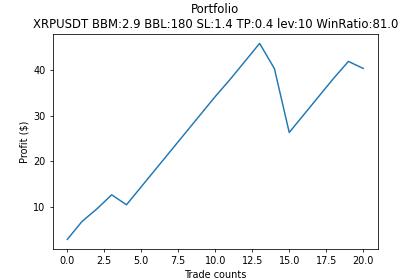 Portfolio
XRPUSDT BBM:2.9 BBL:180 SL:1.4 TP:0.4 lev:10 WinRatio:81.0
40
30
20
10
Profit ($)
0.0 2.5 5.0 7.5 10.0 12.5 15.0 17.5 20.0
Trade counts